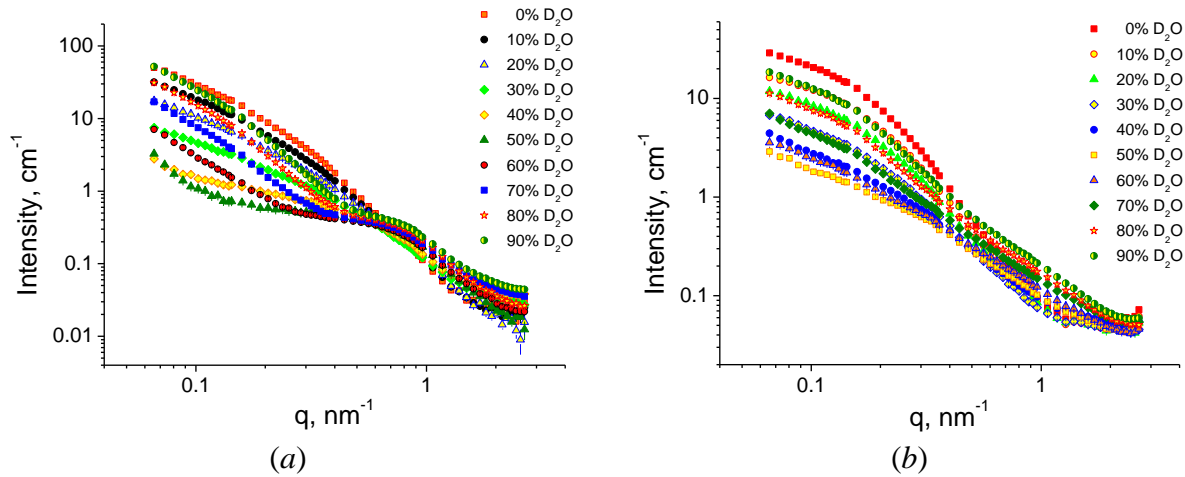 0% D2O
10% D2O
20% D2O
30% D2O
40% D2O
50% D2O
60% D2O
70% D2O
80% D2O
90% D2O
100
10
1
0.1
0.01
Intensity, cm-1
0.1
1
q, nm-1
(a)
0% D2O
10% D2O
20% D2O
30% D2O
40% D2O
50% D2O
60% D2O
70% D2O
80% D2O
90% D2O
10
1
0.1
Intensity, cm-1
0.1
1
q, nm-1
(b)